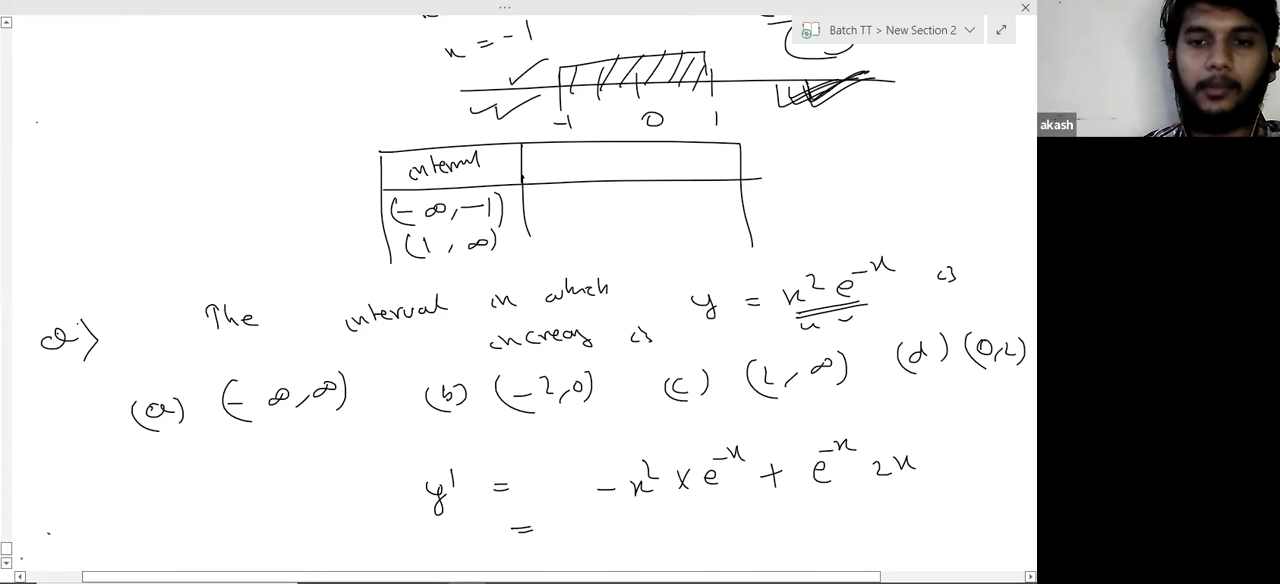 x = -1
Batch TT > New Section 2
akash
-1 0 1
interval
(-∞, -1)
(1, ∞)
Q) The interval in which y = x² e^-x is
increasing is
(a) (-∞, ∞) (b) (-2, 0) (c) (2, ∞) (d) (0, 2)
y' = -x² × e^-x + e^-x 2x
=